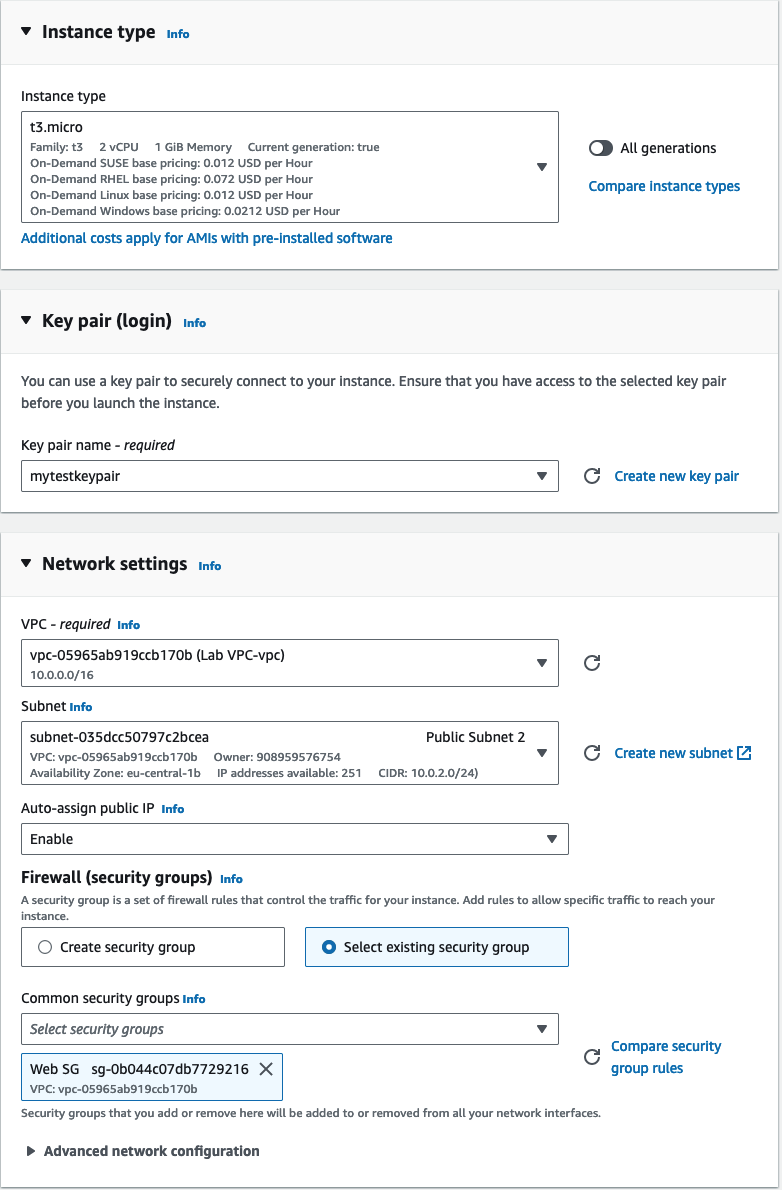 Instance type Info
Instance type
t3.micro
Family: t3 2 vCPU 1 GiB Memory Current generation: true
On-Demand SUSE base pricing: 0.012 USD per Hour
On-Demand RHEL base pricing: 0.072 USD per Hour
On-Demand Linux base pricing: 0.012 USD per Hour
On-Demand Windows base pricing: 0.0212 USD per Hour
All generations
Compare instance types
Additional costs apply for AMIs with pre-installed software
Key pair (login) Info
You can use a key pair to securely connect to your instance. Ensure that you have access to the selected key pair
before you launch the instance.
Key pair name - required
mytestkeypair
Create new key pair
Network settings Info
VPC - required Info
vpc-05965ab919ccb170b (Lab VPC-vpc)
10.0.0.0/16
Subnet Info
subnet-035dcc50797c2bcea Public Subnet 2
VPC: vpc-05965ab919ccb170b Owner: 908959576754
Availability Zone: eu-central-1b IP addresses available: 251 CIDR: 10.0.2.0/24)
Create new subnet
Auto-assign public IP Info
Enable
Firewall (security groups) Info
A security group is a set of firewall rules that control the traffic for your instance. Add rules to allow specific traffic to reach your
instance.
Create security group
Select existing security group
Common security groups Info
Select security groups
Compare security
group rules
Web SG sg-0b044c07db7729216
VPC: vpc-05965ab919ccb170b
Security groups that you add or remove here will be added to or removed from all your network interfaces.
Advanced network configuration